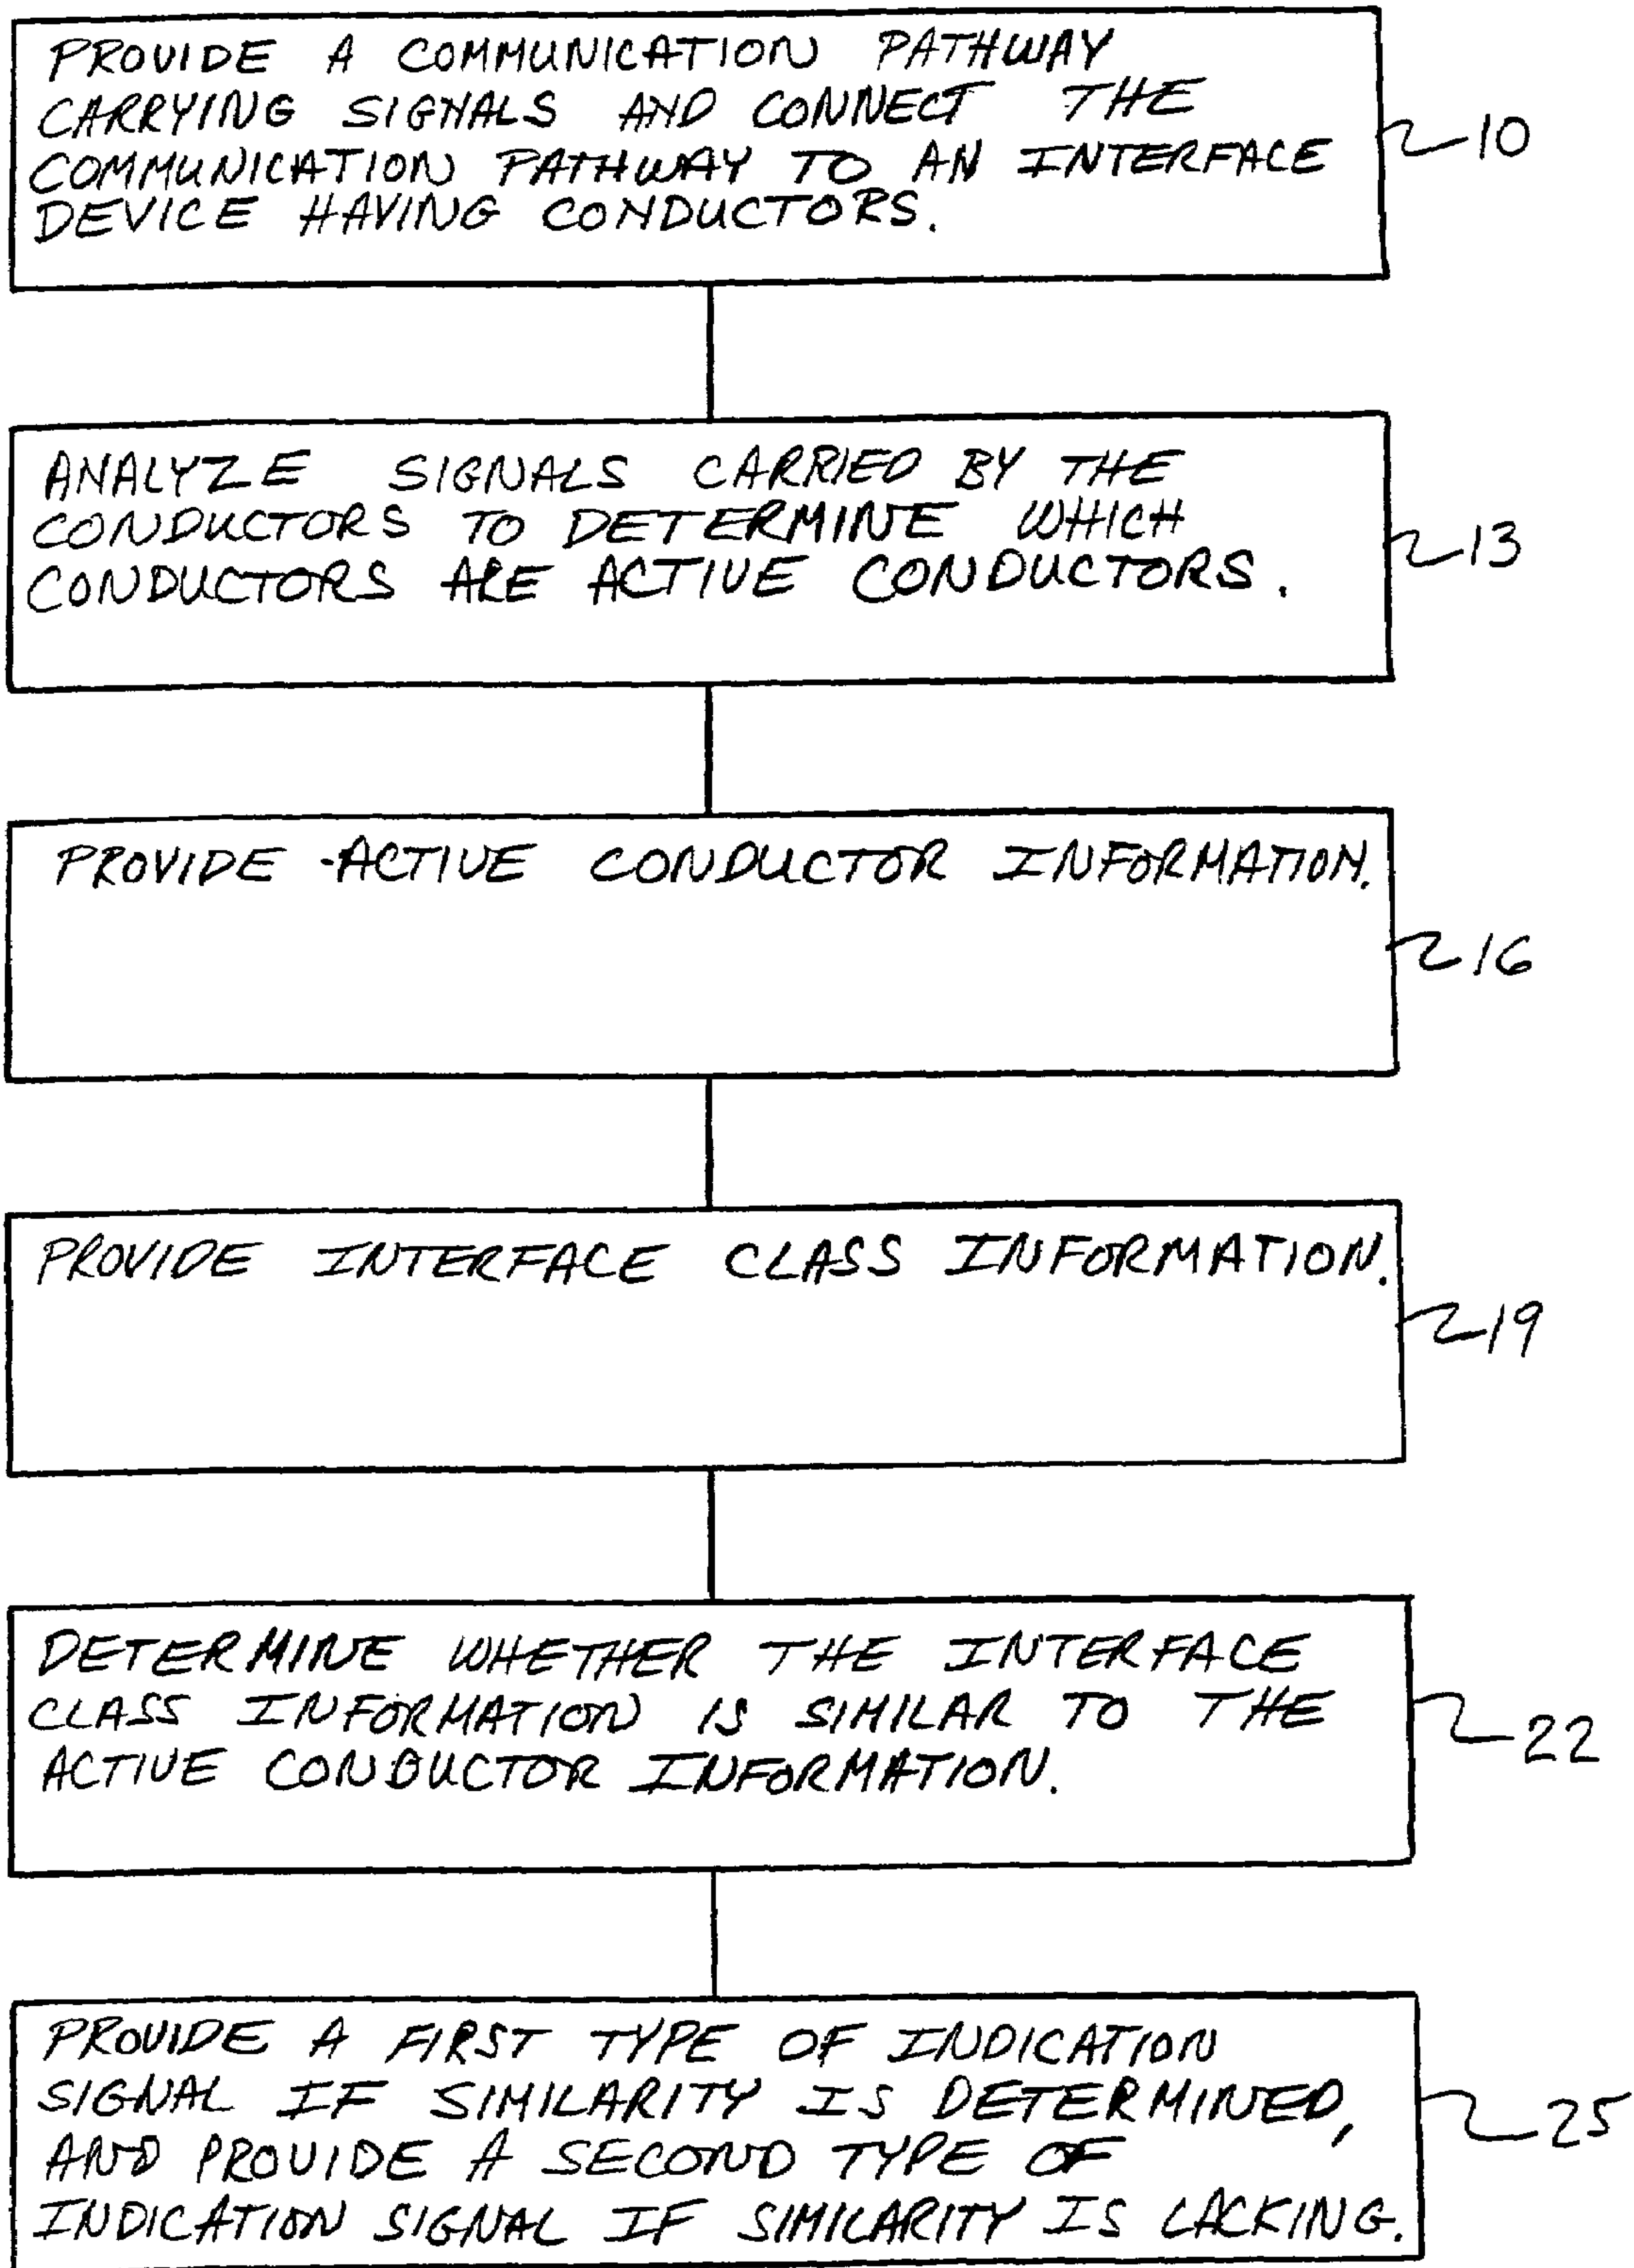 PROVIDE A COMMUNICATION PATHWAY
CARRYING SIGNALS AND CONNECT THE
COMMUNICATION PATHWAY TO AN INTERFACE
DEVICE HAVING CONDUCTORS.
10
ANALYZE SIGNALS CARRIED BY THE
CONDUCTORS TO DETERMINE WHICH
CONDUCTORS ARE ACTIVE CONDUCTORS.
13
PROVIDE ACTIVE CONDUCTOR INFORMATION.
16
PROVIDE INTERFACE CLASS INFORMATION.
19
DETERMINE WHETHER THE INTERFACE
CLASS INFORMATION IS SIMILAR TO THE
ACTIVE CONDUCTOR INFORMATION.
22
PROVIDE A FIRST TYPE OF INDICATION
SIGNAL IF SIMILARITY IS DETERMINED,
AND PROVIDE A SECOND TYPE OF
INDICATION SIGNAL IF SIMILARITY IS LACKING.
25